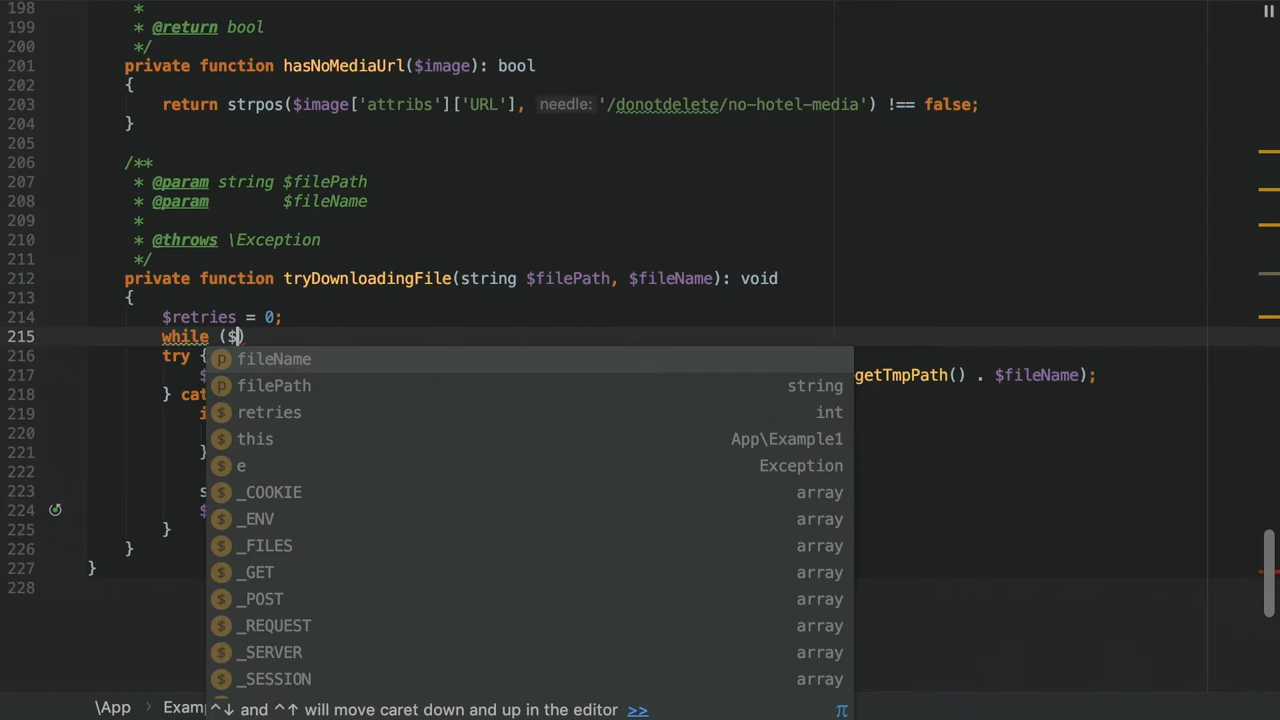 198 *
199 * @return bool
200 */
201 private function hasNoMediaUrl($image): bool
202 {
203 return strpos($image['attribs']['URL'], needle: '/donotdelete/no-hotel-media') !== false;
204 }
205
206 /**
207 * @param string $filePath
208 * @param $fileName
209 *
210 * @throws \Exception
211 */
212 private function tryDownloadingFile(string $filePath, $fileName): void
213 {
214 $retries = 0;
215 while ($)
216 try {
p fileName
217 $ getTmpPath() . $fileName);
p filePath string
218 } cat
219 i
$ retries int
220
$ this App\Example1
221 }
222
$ e Exception
223 s
$ _COOKIE array
224 $
$ _ENV array
225 }
226 }
$ _FILES array
227 }
$ _GET array
228
$ _POST array
$ _REQUEST array
$ _SERVER array
$ _SESSION array
\App › Examp
^↓ and ^↑ will move caret down and up in the editor >> π